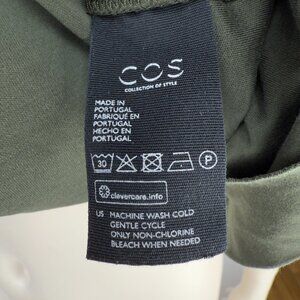 COS
COLLECTION OF STYLE
MADE IN
PORTUGAL
FABRIQUÉ EN
PORTUGAL
HECHO EN
PORTUGAL
30
P
clevercare.info
US MACHINE WASH COLD
GENTLE CYCLE
ONLY NON-CHLORINE
BLEACH WHEN NEEDED